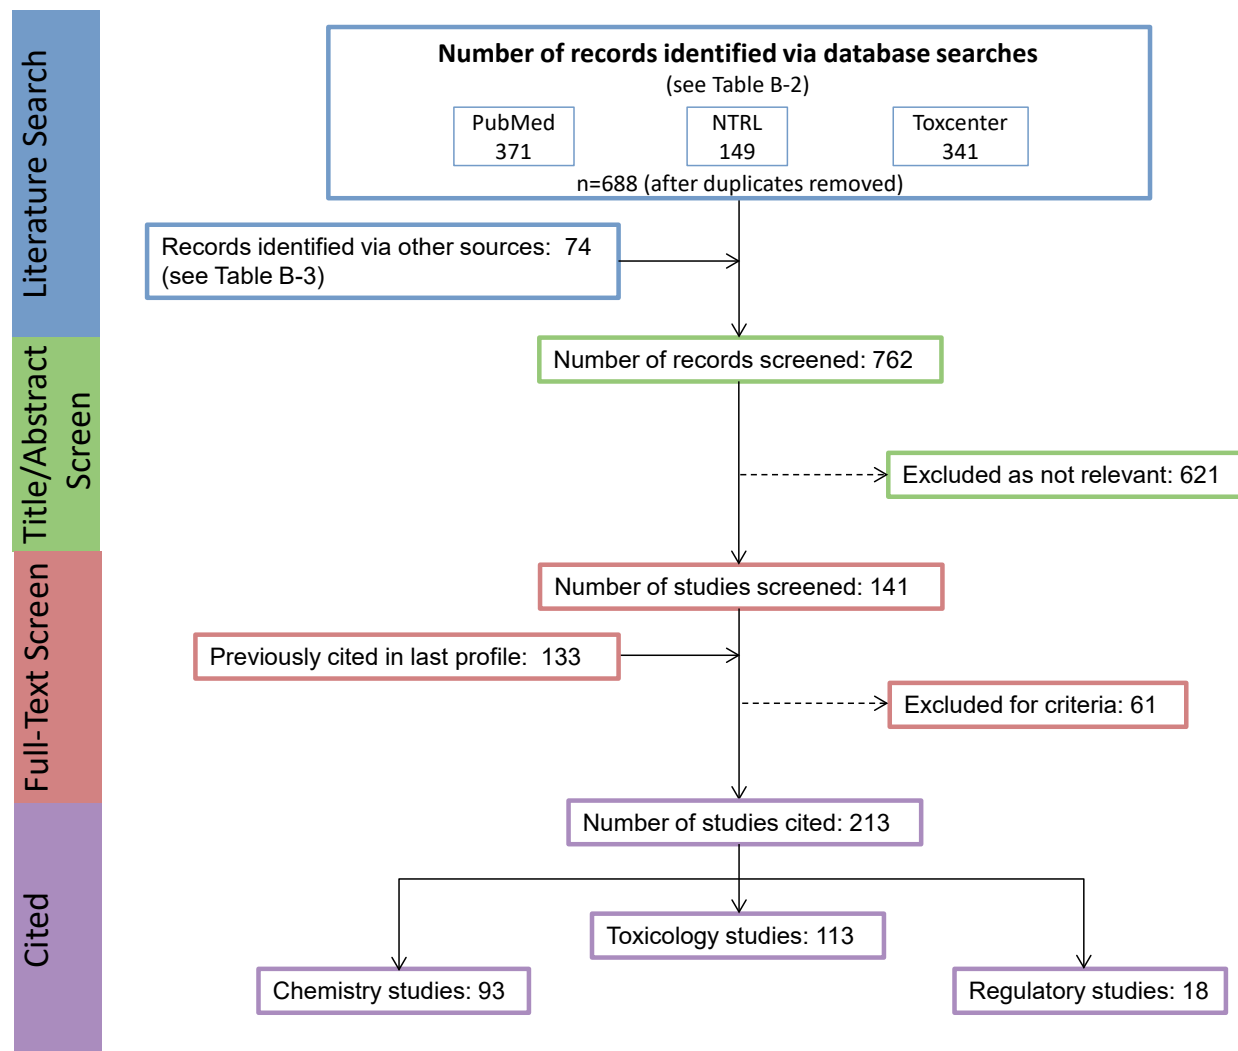 Literature Search
Number of records identified via database searches
(see Table B-2)
PubMed
371
NTRL
149
Toxcenter
341
n=688 (after duplicates removed)
Records identified via other sources:  74
(see Table B-3)
Title/Abstract
Screen
Number of records screened: 762
Excluded as not relevant: 621
Full-Text Screen
Number of studies screened: 141
Previously cited in last profile:  133
Excluded for criteria: 61
Cited
Number of studies cited: 213
Toxicology studies: 113
Chemistry studies: 93
Regulatory studies: 18